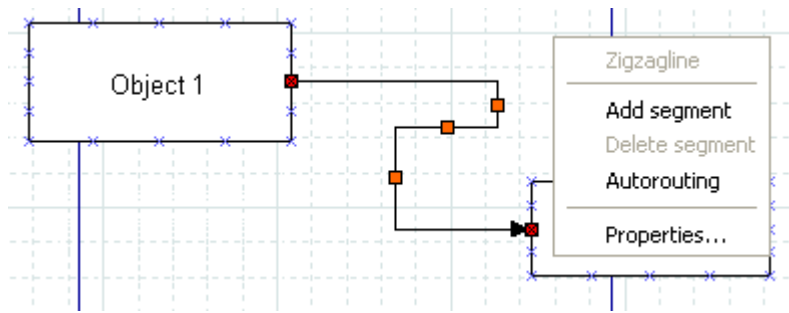 Object 1
Zigzagline
Add segment
Delete segment
Autorouting
Properties...